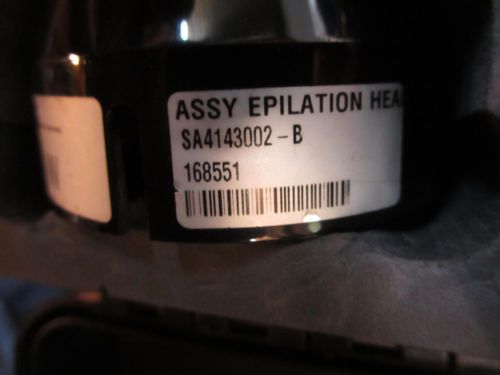 ASSY EPILATION HEA
SA4143002-B
168551